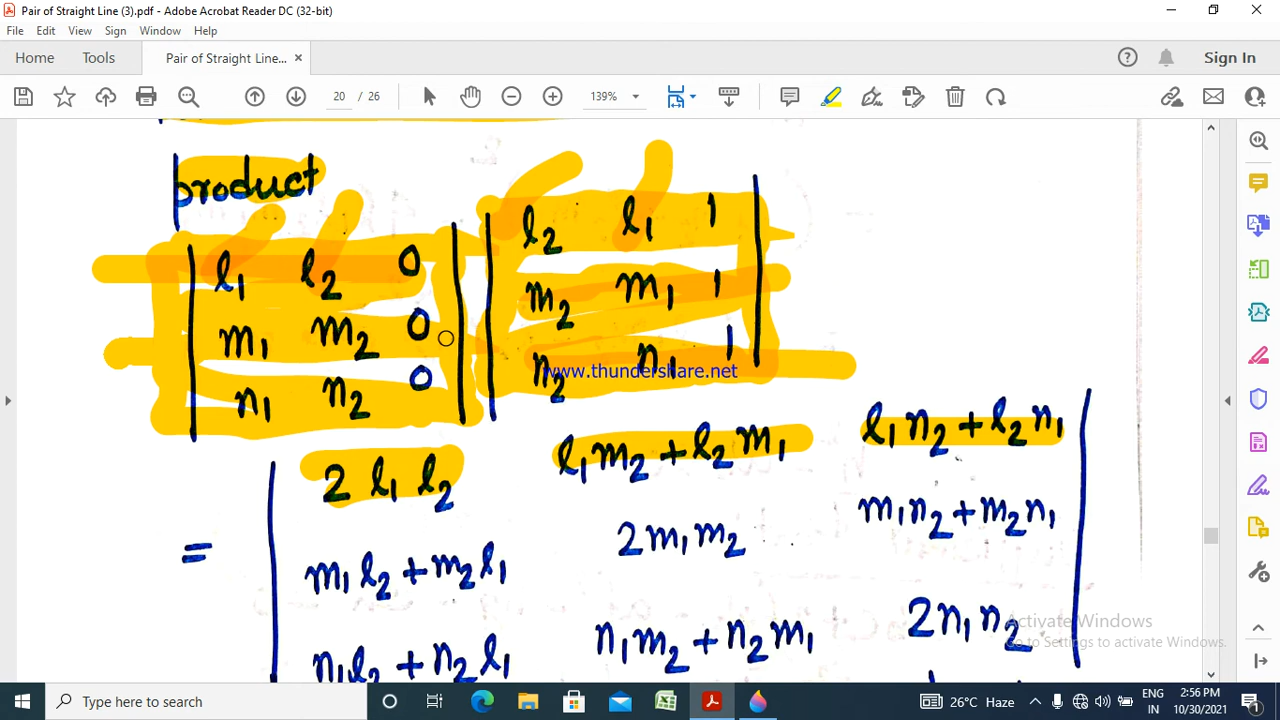 Pair of Straight Line (3).pdf - Adobe Acrobat Reader DC (32-bit)
File Edit View Sign Window Help
Home Tools Pair of Straight Line... × Sign In
20 / 26 139%
product
| l₁ l₂ 0 | | l₂ l₁ 1 |
| m₁ m₂ 0 | | m₂ m₁ 1 |
| n₁ n₂ 0 | | n₂ n₁ 1 |
www.thundershare.net
= | 2 l₁ l₂ l₁m₂ + l₂m₁ l₁n₂ + l₂n₁ |
| m₁l₂ + m₂l₁ 2m₁m₂ m₁n₂ + m₂n₁ |
| n₁l₂ + n₂l₁ n₁m₂ + n₂m₁ 2n₁n₂ |
Activate Windows
Go to Settings to activate Windows.
Type here to search
26°C Haze
ENG
IN
2:56 PM
10/30/2021